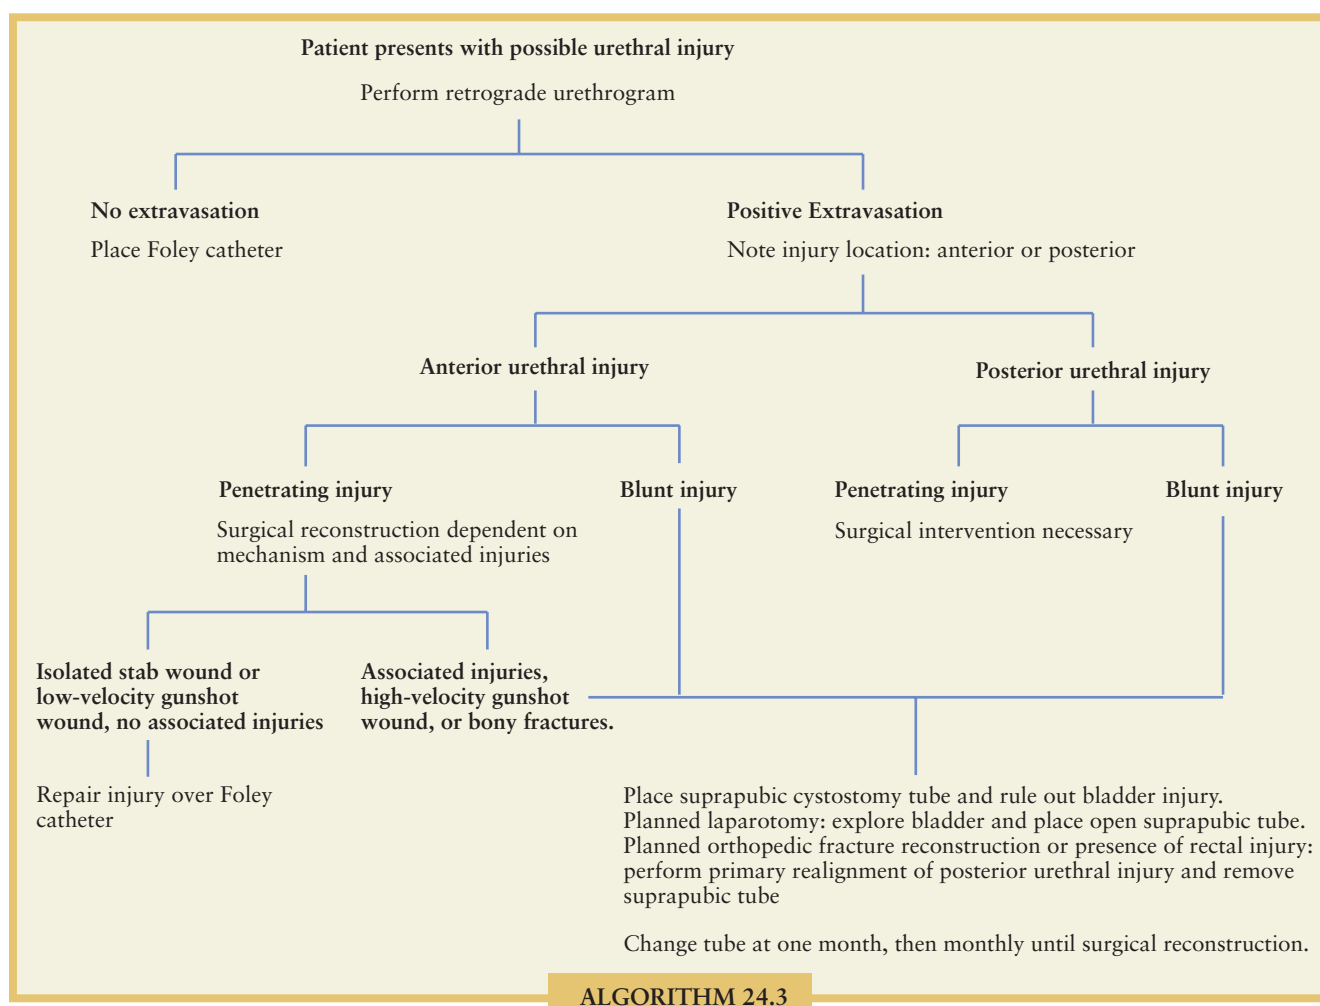 Patient presents with possible urethral injury
Perform retrograde urethrogram
No extravasation
Place Foley catheter
Positive Extravasation
Note injury location: anterior or posterior
Anterior urethral injury
Posterior urethral injury
Penetrating injury
Surgical reconstruction dependent on
mechanism and associated injuries
Blunt injury
Penetrating injury
Surgical intervention necessary
Blunt injury
Isolated stab wound or
low-velocity gunshot
wound, no associated injuries
Associated injuries,
high-velocity gunshot
wound, or bony fractures.
Repair injury over Foley
catheter
Place suprapubic cystostomy tube and rule out bladder injury.
Planned laparotomy: explore bladder and place open suprapubic tube.
Planned orthopedic fracture reconstruction or presence of rectal injury:
perform primary realignment of posterior urethral injury and remove
suprapubic tube
Change tube at one month, then monthly until surgical reconstruction.
ALGORITHM 24.3